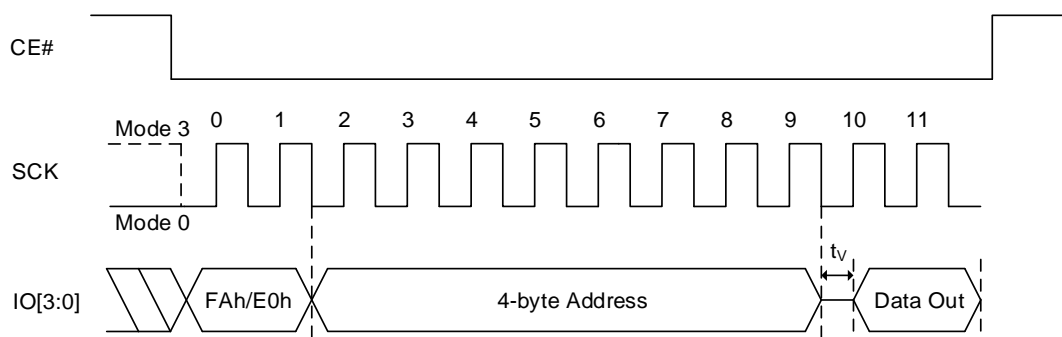 CE#
Mode 3 0 1 2 3 4 5 6 7 8 9 10 11
SCK
Mode 0
tV
IO[3:0] FAh/E0h 4-byte Address Data Out